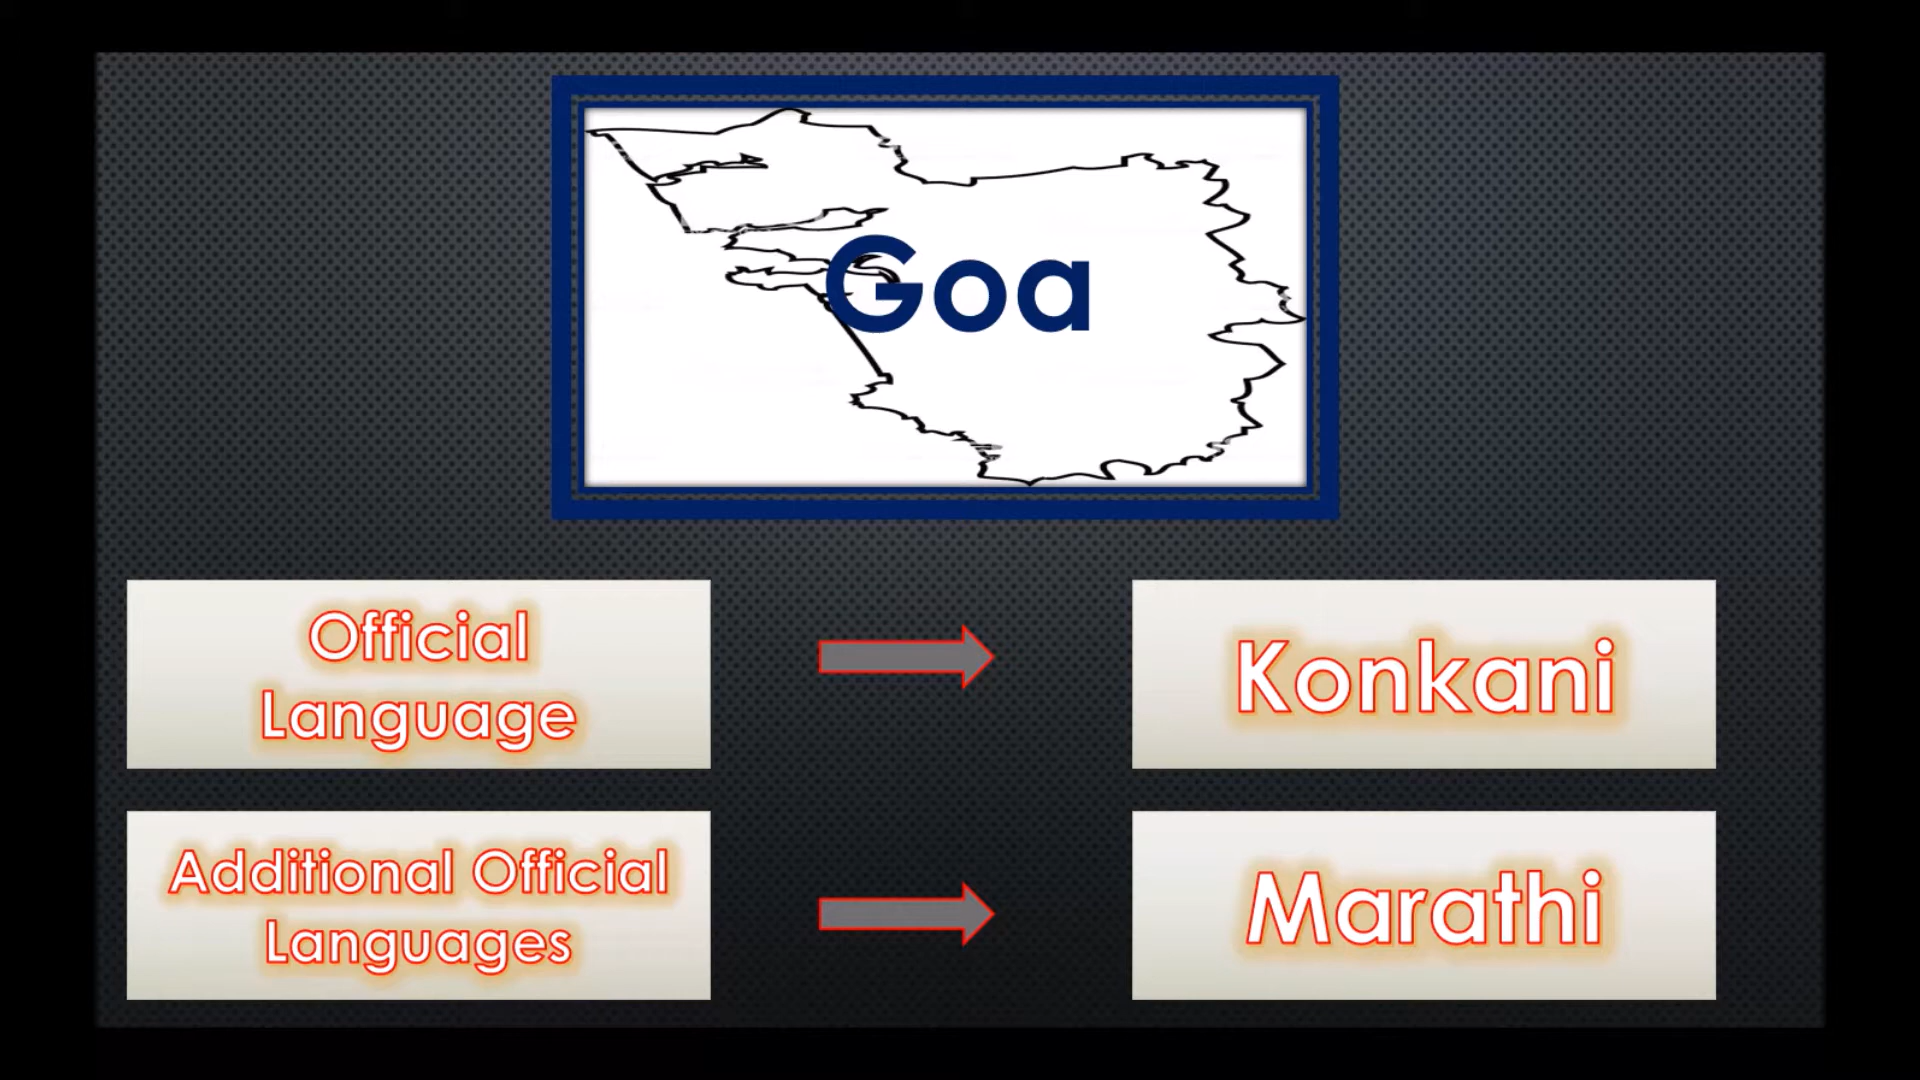 Goa
Official
Language
Konkani
Additional Official
Languages
Marathi